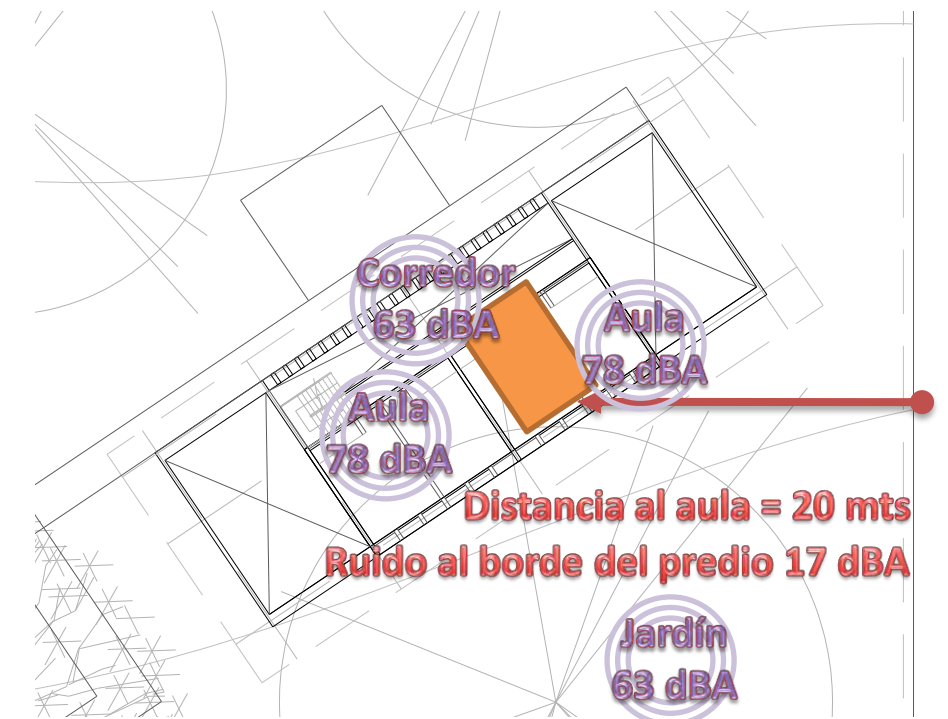 Corredor
63 dBA
Aula
78 dBA
Aula
78 dBA
Distancia al aula = 20 mts
Ruido al borde del predio 17 dBA
Jardín
63 dBA